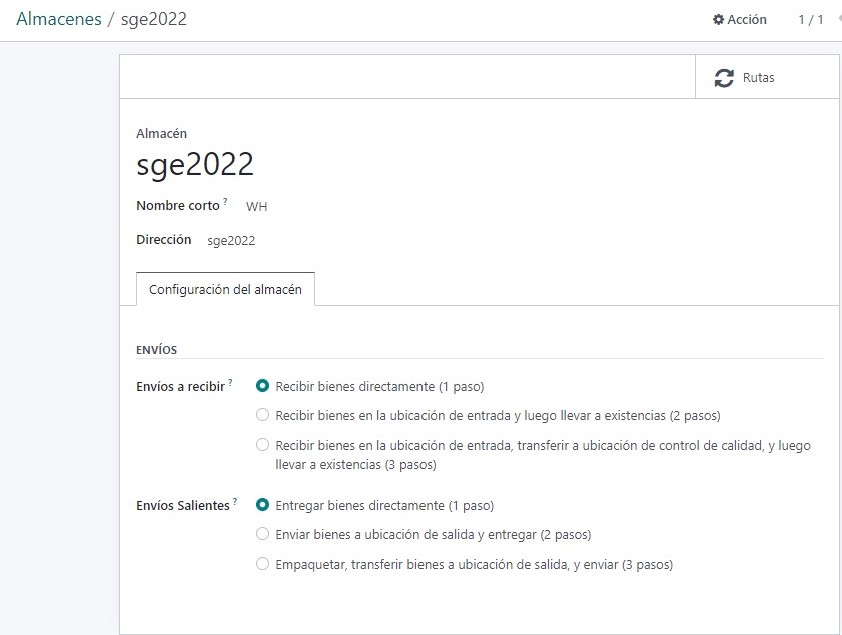 Almacenes / sge2022
Acción
1 / 1
Rutas
Almacén
sge2022
Nombre corto ? WH
Dirección sge2022
Configuración del almacén
ENVÍOS
Envíos a recibir ? Recibir bienes directamente (1 paso)
Recibir bienes en la ubicación de entrada y luego llevar a existencias (2 pasos)
Recibir bienes en la ubicación de entrada, transferir a ubicación de control de calidad, y luego
llevar a existencias (3 pasos)
Envíos Salientes ? Entregar bienes directamente (1 paso)
Enviar bienes a ubicación de salida y entregar (2 pasos)
Empaquetar, transferir bienes a ubicación de salida, y enviar (3 pasos)